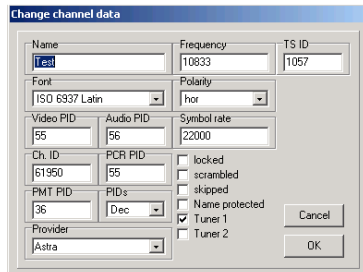 Change channel data
Name
Test
Frequency
10833
TS ID
1057
Font
ISO 6937 Latin
Polarity
hor
Video PID
55
Audio PID
56
Symbol rate
22000
Ch. ID
61950
PCR PID
55
PMT PID
36
PIDs
Dec
Provider
Astra
locked
scrambled
skipped
Name protected
Tuner 1
Tuner 2
Cancel
OK